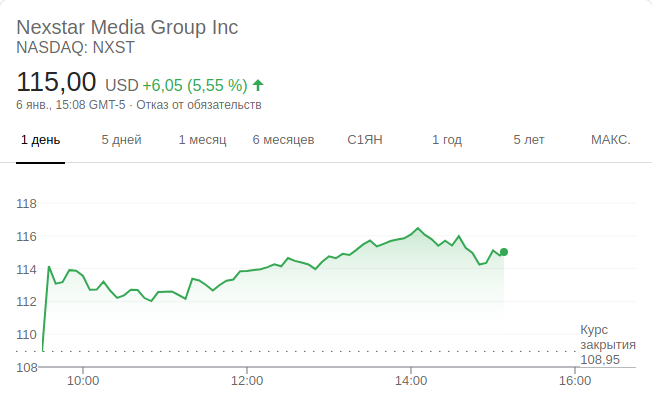 Nexstar Media Group Inc
NASDAQ: NXST
115,00 USD +6,05 (5,55 %) ↑
6 янв., 15:08 GMT-5 · Отказ от обязательств
1 день 5 дней 1 месяц 6 месяцев С1ЯН 1 год 5 лет МАКС.
118
116
114
112
110
108
Курс
закрытия
108,95
10:00 12:00 14:00 16:00